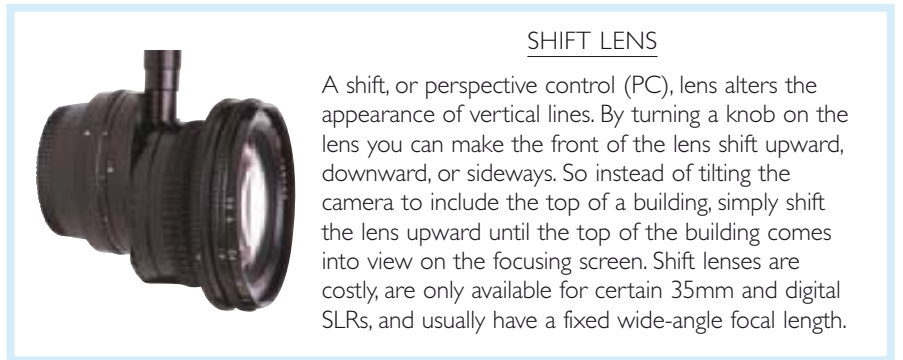 SHIFT LENS
A shift, or perspective control (PC), lens alters the
appearance of vertical lines. By turning a knob on the
lens you can make the front of the lens shift upward,
downward, or sideways. So instead of tilting the
camera to include the top of a building, simply shift
the lens upward until the top of the building comes
into view on the focusing screen. Shift lenses are
costly, are only available for certain 35mm and digital
SLRs, and usually have a fixed wide-angle focal length.